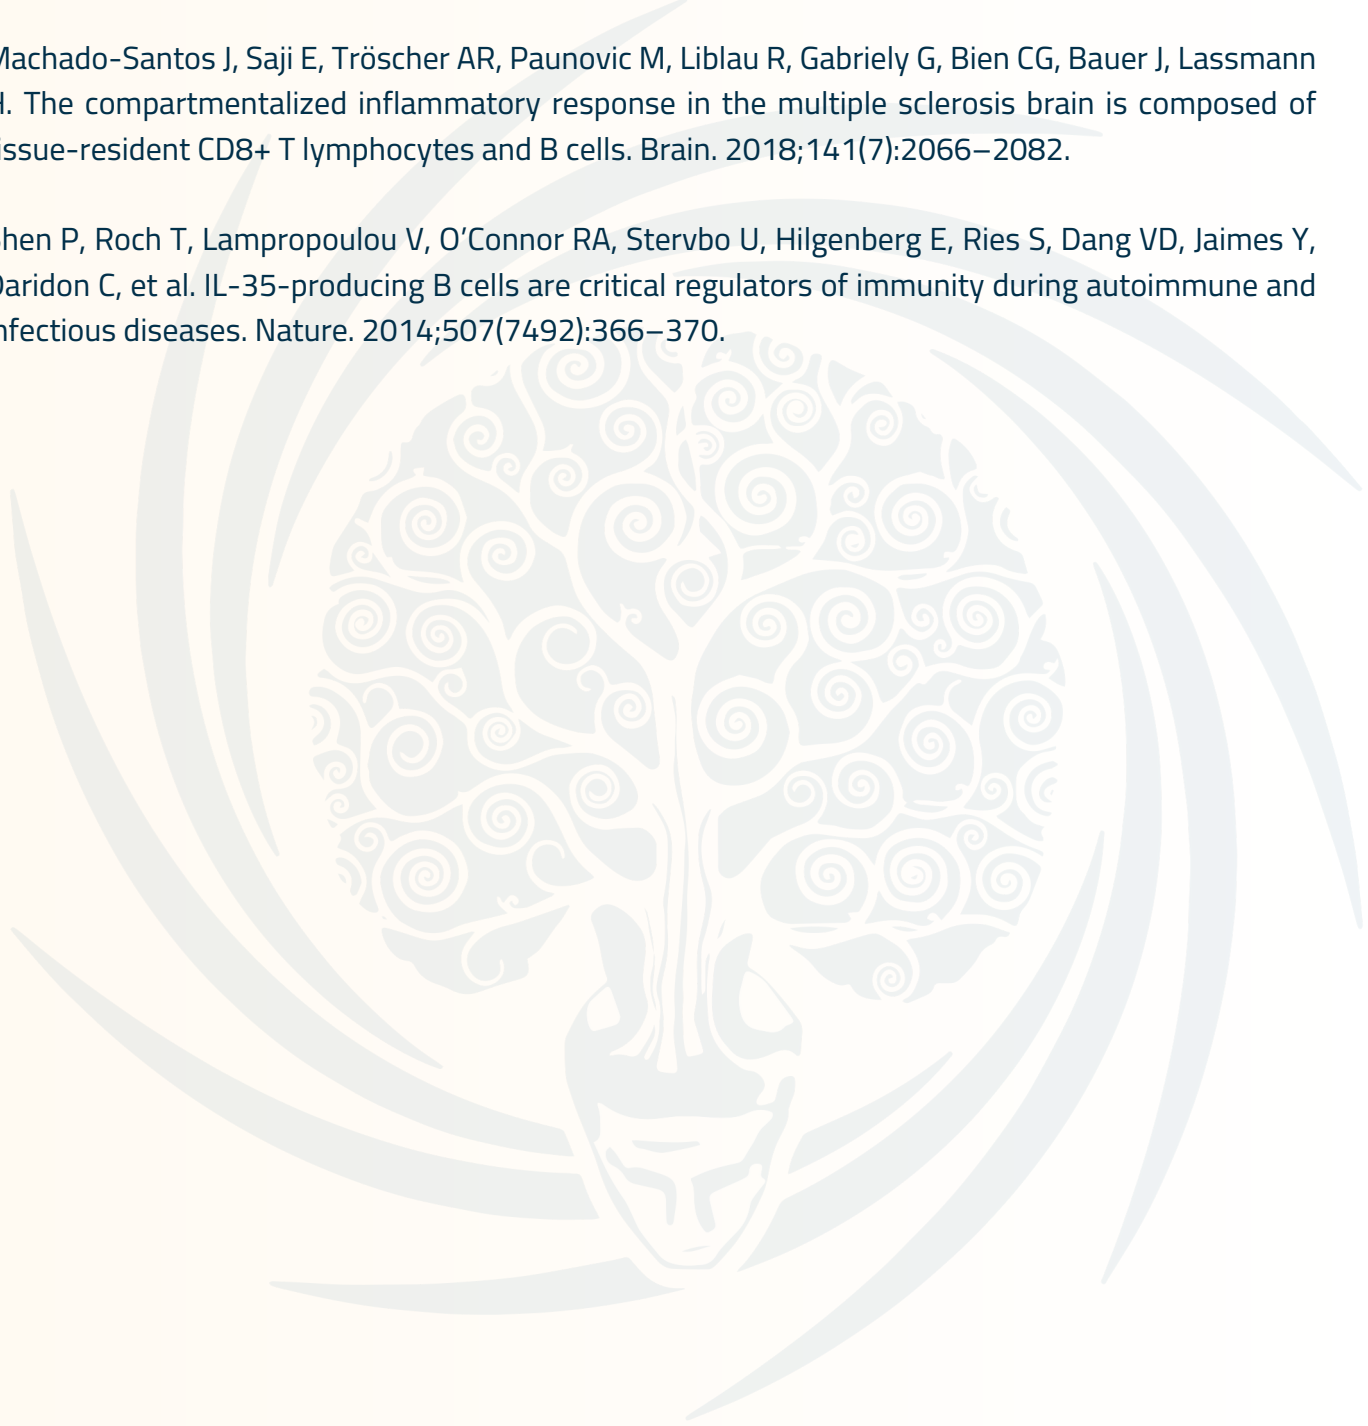 Machado-Santos J, Saji E, Tröscher AR, Paunovic M, Liblau R, Gabriely G, Bien CG, Bauer J, Lassmann
H. The compartmentalized inflammatory response in the multiple sclerosis brain is composed of
tissue-resident CD8+ T lymphocytes and B cells. Brain. 2018;141(7):2066–2082.
Shen P, Roch T, Lampropoulou V, O’Connor RA, Stervbo U, Hilgenberg E, Ries S, Dang VD, Jaimes Y,
Daridon C, et al. IL-35-producing B cells are critical regulators of immunity during autoimmune and
infectious diseases. Nature. 2014;507(7492):366–370.